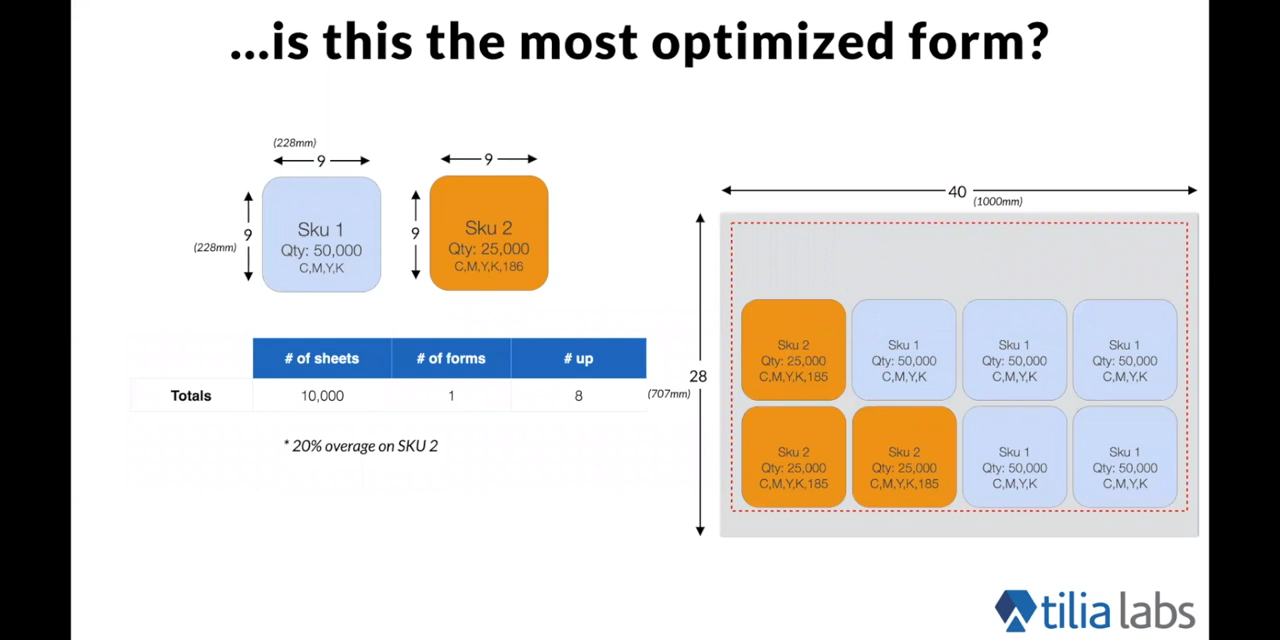 ...is this the most optimized form?
(228mm)
9
9
(228mm)
9
Sku 1
Qty: 50,000
C,M,Y,K
9
Sku 2
Qty: 25,000
C,M,Y,K,186
# of sheets # of forms # up
Totals 10,000 1 8
* 20% overage on SKU 2
40
(1000mm)
28
(707mm)
Sku 2
Qty: 25,000
C,M,Y,K,185
Sku 1
Qty: 50,000
C,M,Y,K
Sku 1
Qty: 50,000
C,M,Y,K
Sku 1
Qty: 50,000
C,M,Y,K
Sku 2
Qty: 25,000
C,M,Y,K,185
Sku 2
Qty: 25,000
C,M,Y,K,185
Sku 1
Qty: 50,000
C,M,Y,K
Sku 1
Qty: 50,000
C,M,Y,K
tilia labs